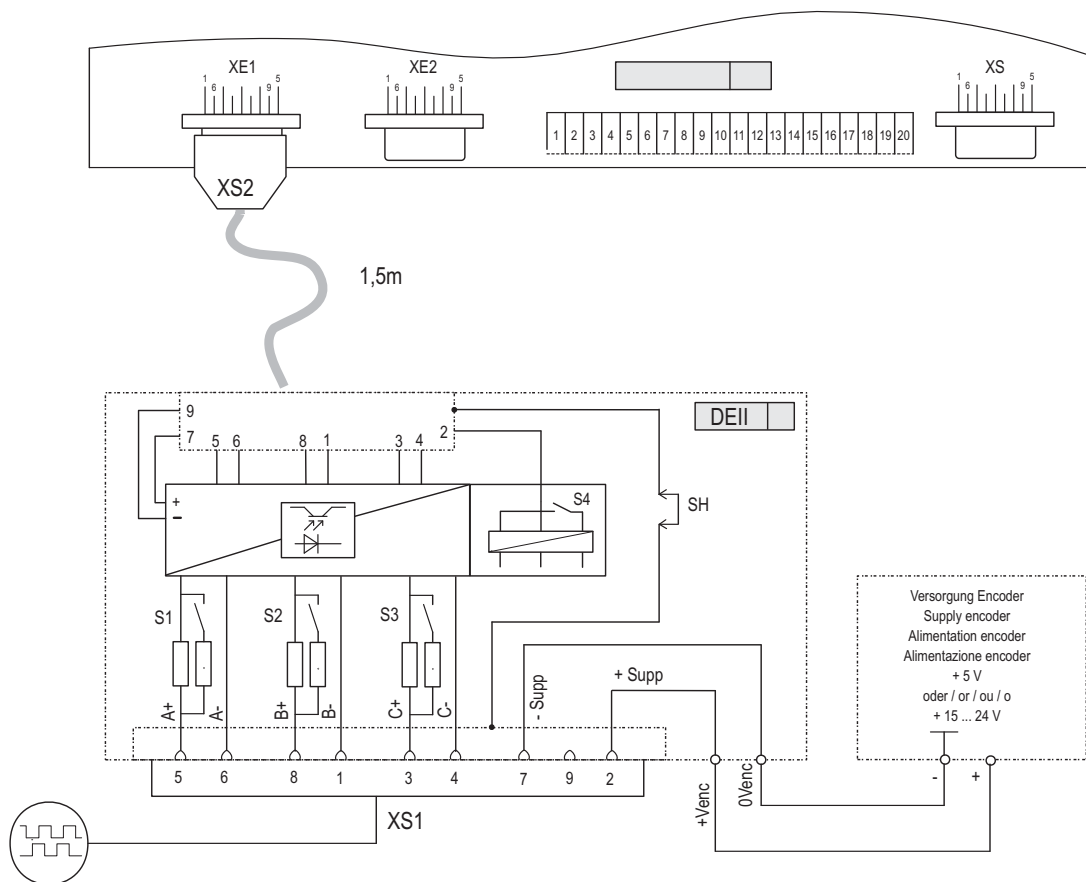 XE1
1 6 9 5
XE2
1 6 9 5
XS
1 6 9 5
1 2 3 4 5 6 7 8 9 10 11 12 13 14 15 16 17 18 19 20
XS2
1,5m
DEII
9
7
5 6 8 1 3 4
2
+
−
S4
SH
S1
S2
S3
A+
A-
B+
B-
C+
C-
- Supp
+ Supp
Versorgung Encoder
Supply encoder
Alimentation encoder
Alimentazione encoder
+ 5 V
oder / or / ou / o
+ 15 ... 24 V
- +
5 6 8 1 3 4 7 9 2
+Venc
0Venc
XS1